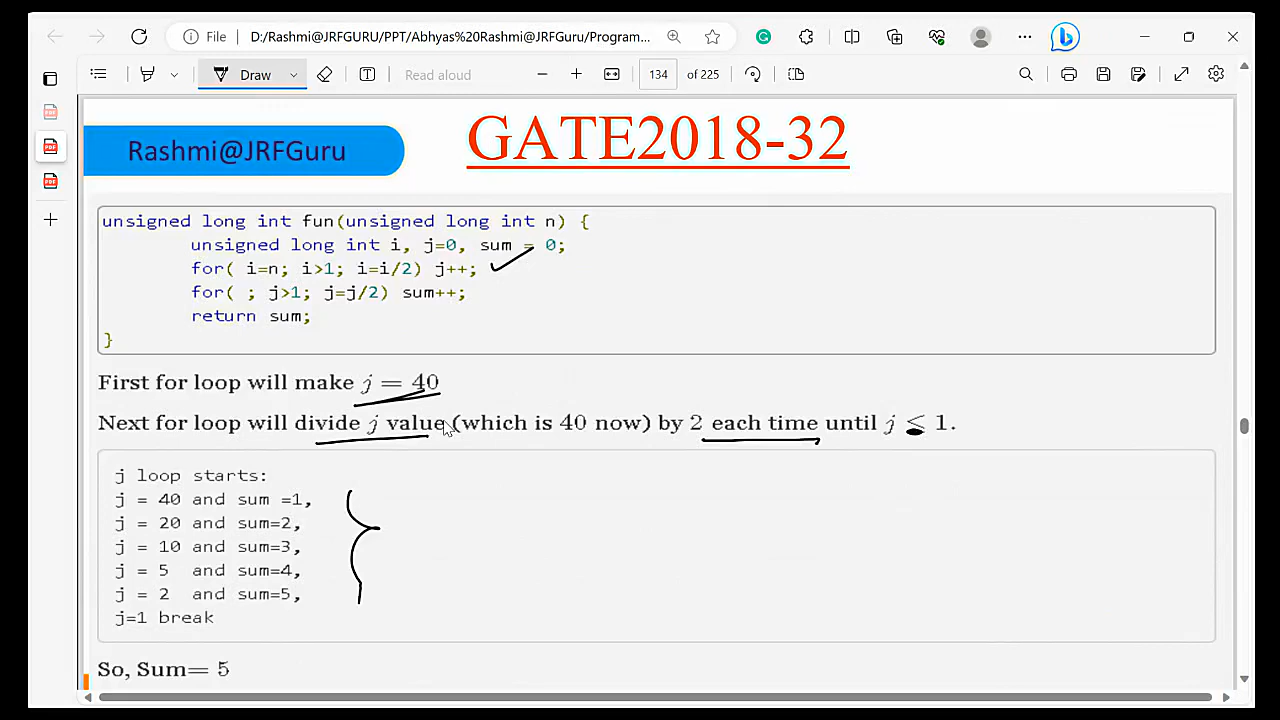 File D:/Rashmi@JRFGURU/PPT/Abhyas%20Rashmi@JRFGuru/Program...
Draw Read aloud 134 of 225
Rashmi@JRFGuru
GATE2018-32
unsigned long int fun(unsigned long int n) {
unsigned long int i, j=0, sum = 0;
for( i=n; i>1; i=i/2) j++;
for( ; j>1; j=j/2) sum++;
return sum;
}
First for loop will make j = 40
Next for loop will divide j value (which is 40 now) by 2 each time until j ≤ 1.
j loop starts:
j = 40 and sum =1,
j = 20 and sum=2,
j = 10 and sum=3,
j = 5 and sum=4,
j = 2 and sum=5,
j=1 break
So, Sum= 5